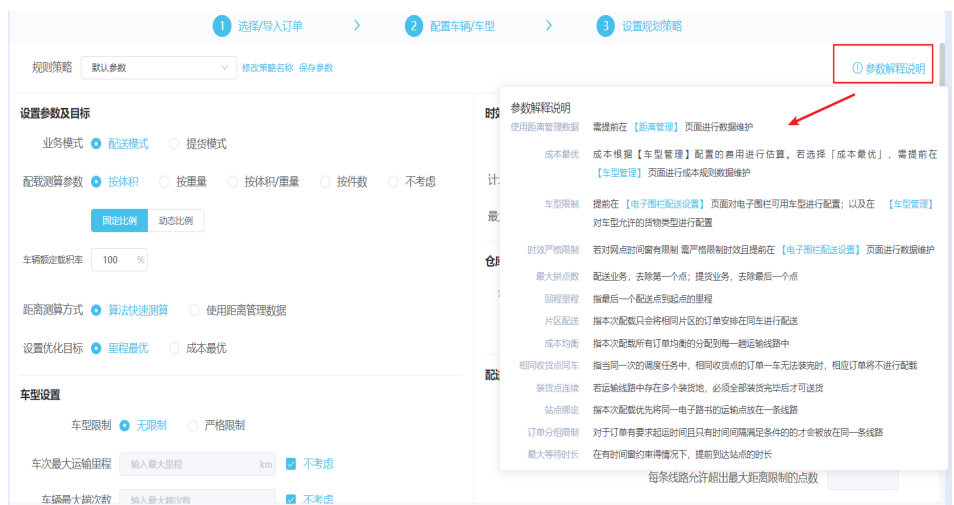 1 选择/导入订单 > 2 配置车辆/车型 > 3 设置规划策略
规则策略 默认参数 修改策略名称 保存参数
参数解释说明
设置参数及目标
业务模式 配送模式 提货模式
配载测算参数 按体积 按重量 按体积/重量 按件数 不考虑
固定比例 动态比例
车辆额定载积率 100 %
距离测算方式 算法快速测算 使用距离管理数据
设置优化目标 里程最优 成本最优
车型设置
车型限制 无限制 严格限制
车次最大运输里程 输入最大里程 km 不考虑
车辆最大趟次数 输入最大趟次数 不考虑
时效
计
最
仓库
配送
参数解释说明
使用距离管理数据 需提前在 【距离管理】 页面进行数据维护
成本最优 成本根据【车型管理】配置的费用进行估算。若选择「成本最优」，需提前在
【车型管理】 页面进行成本规则数据维护
车型限制 提前在 【电子围栏配送设置】 页面对电子围栏可用车型进行配置；以及在 【车型管理】
对车型允许的货物类型进行配置
时效严格限制 若对网点时间窗有限制 需严格限制时效且提前在 【电子围栏配送设置】 页面进行数据维护
最大拼点数 配送业务，去除第一个点；提货业务，去除最后一个点
回程里程 指最后一个配送点到起点的里程
片区配送 指本次配载只会将相同片区的订单安排在同车进行配送
成本均衡 指本次配载所有订单均衡的分配到每一趟运输线路中
相同收货点同车 指当同一次的调度任务中，相同收货点的订单一车无法装完时，相应订单将不进行配载
装货点连续 若运输线路中存在多个装货地，必须全部装货完毕后才可送货
站点绑定 指本次配载优先将同一电子路书的运输点放在一条线路
订单分组限制 对于订单有要求起运时间且只有时间间隔满足条件的的才会被放在同一条线路
最大等待时长 在有时间窗约束得情况下，提前到达站点的时长
每条线路允许超出最大距离限制的点数